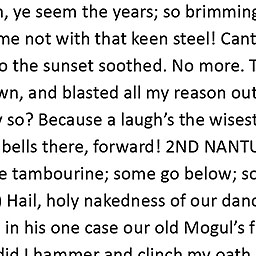 , ye seem the years; so brimming
me not with that keen steel! Cant
o the sunset soothed. No more. T
wn, and blasted all my reason out
so? Because a laugh's the wisest
bells there, forward! 2ND NANTU
e tambourine; some go below; so
Hail, holy nakedness of our dan
in his one case our old Mogul's f
did I hammer and clinch my oath